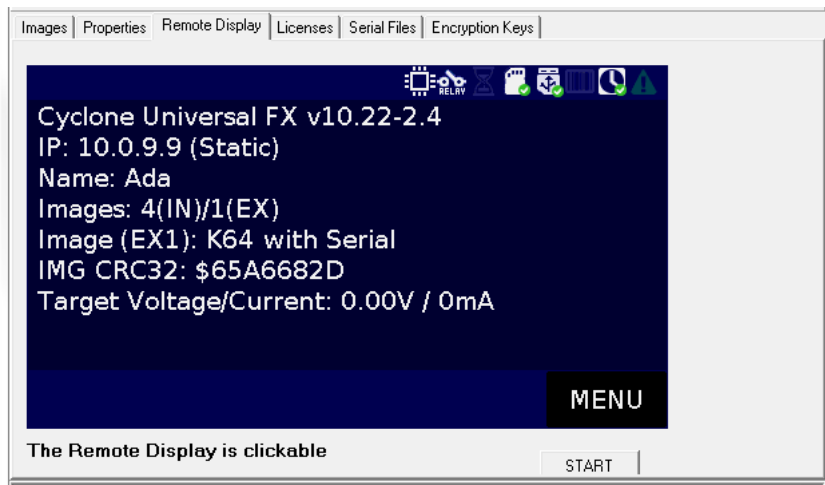 Images Properties Remote Display Licenses Serial Files Encryption Keys
RELAY
Cyclone Universal FX v10.22-2.4
IP: 10.0.9.9 (Static)
Name: Ada
Images: 4(IN)/1(EX)
Image (EX1): K64 with Serial
IMG CRC32: $65A6682D
Target Voltage/Current: 0.00V / 0mA
MENU
The Remote Display is clickable
START